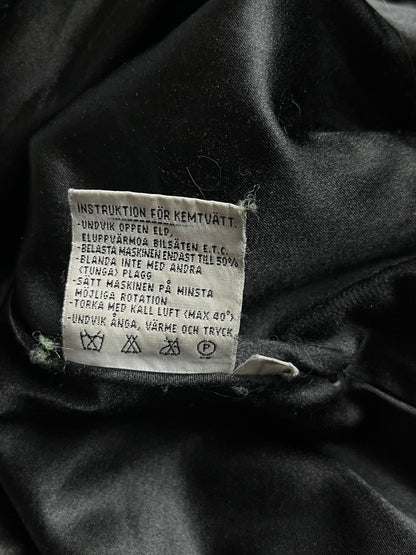 INSTRUKTION FÖR KEMTVÄTT.
-UNDVIK ÖPPEN ELD,
ELUPPVÄRMDA BILSÄTEN E.T.C.
-BELASTA MASKINEN ENDAST TILL 50%
-BLANDA INTE MED ANDRA
(TUNGA) PLAGG
-SÄTT MASKINEN PÅ MINSTA
MÖJLIGA ROTATION
-TORKA MED KALL LUFT (MAX 40°)
-UNDVIK ÅNGA, VÄRME OCH TRYCK
P